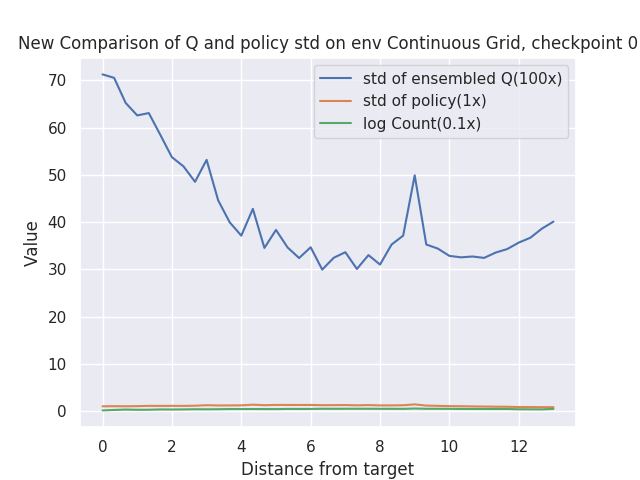 New Comparison of Q and policy std on env Continuous Grid, checkpoint 0
std of ensembled Q(100x)
std of policy(1x)
log Count(0.1x)
Value
70
60
50
40
30
20
10
0
0 2 4 6 8 10 12
Distance from target